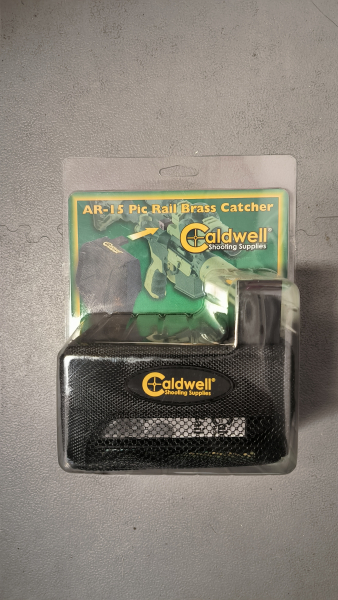 AR-15 Pic Rail Brass Catcher
Caldwell®
Shooting Supplies
Caldwell®
Shooting Supplies